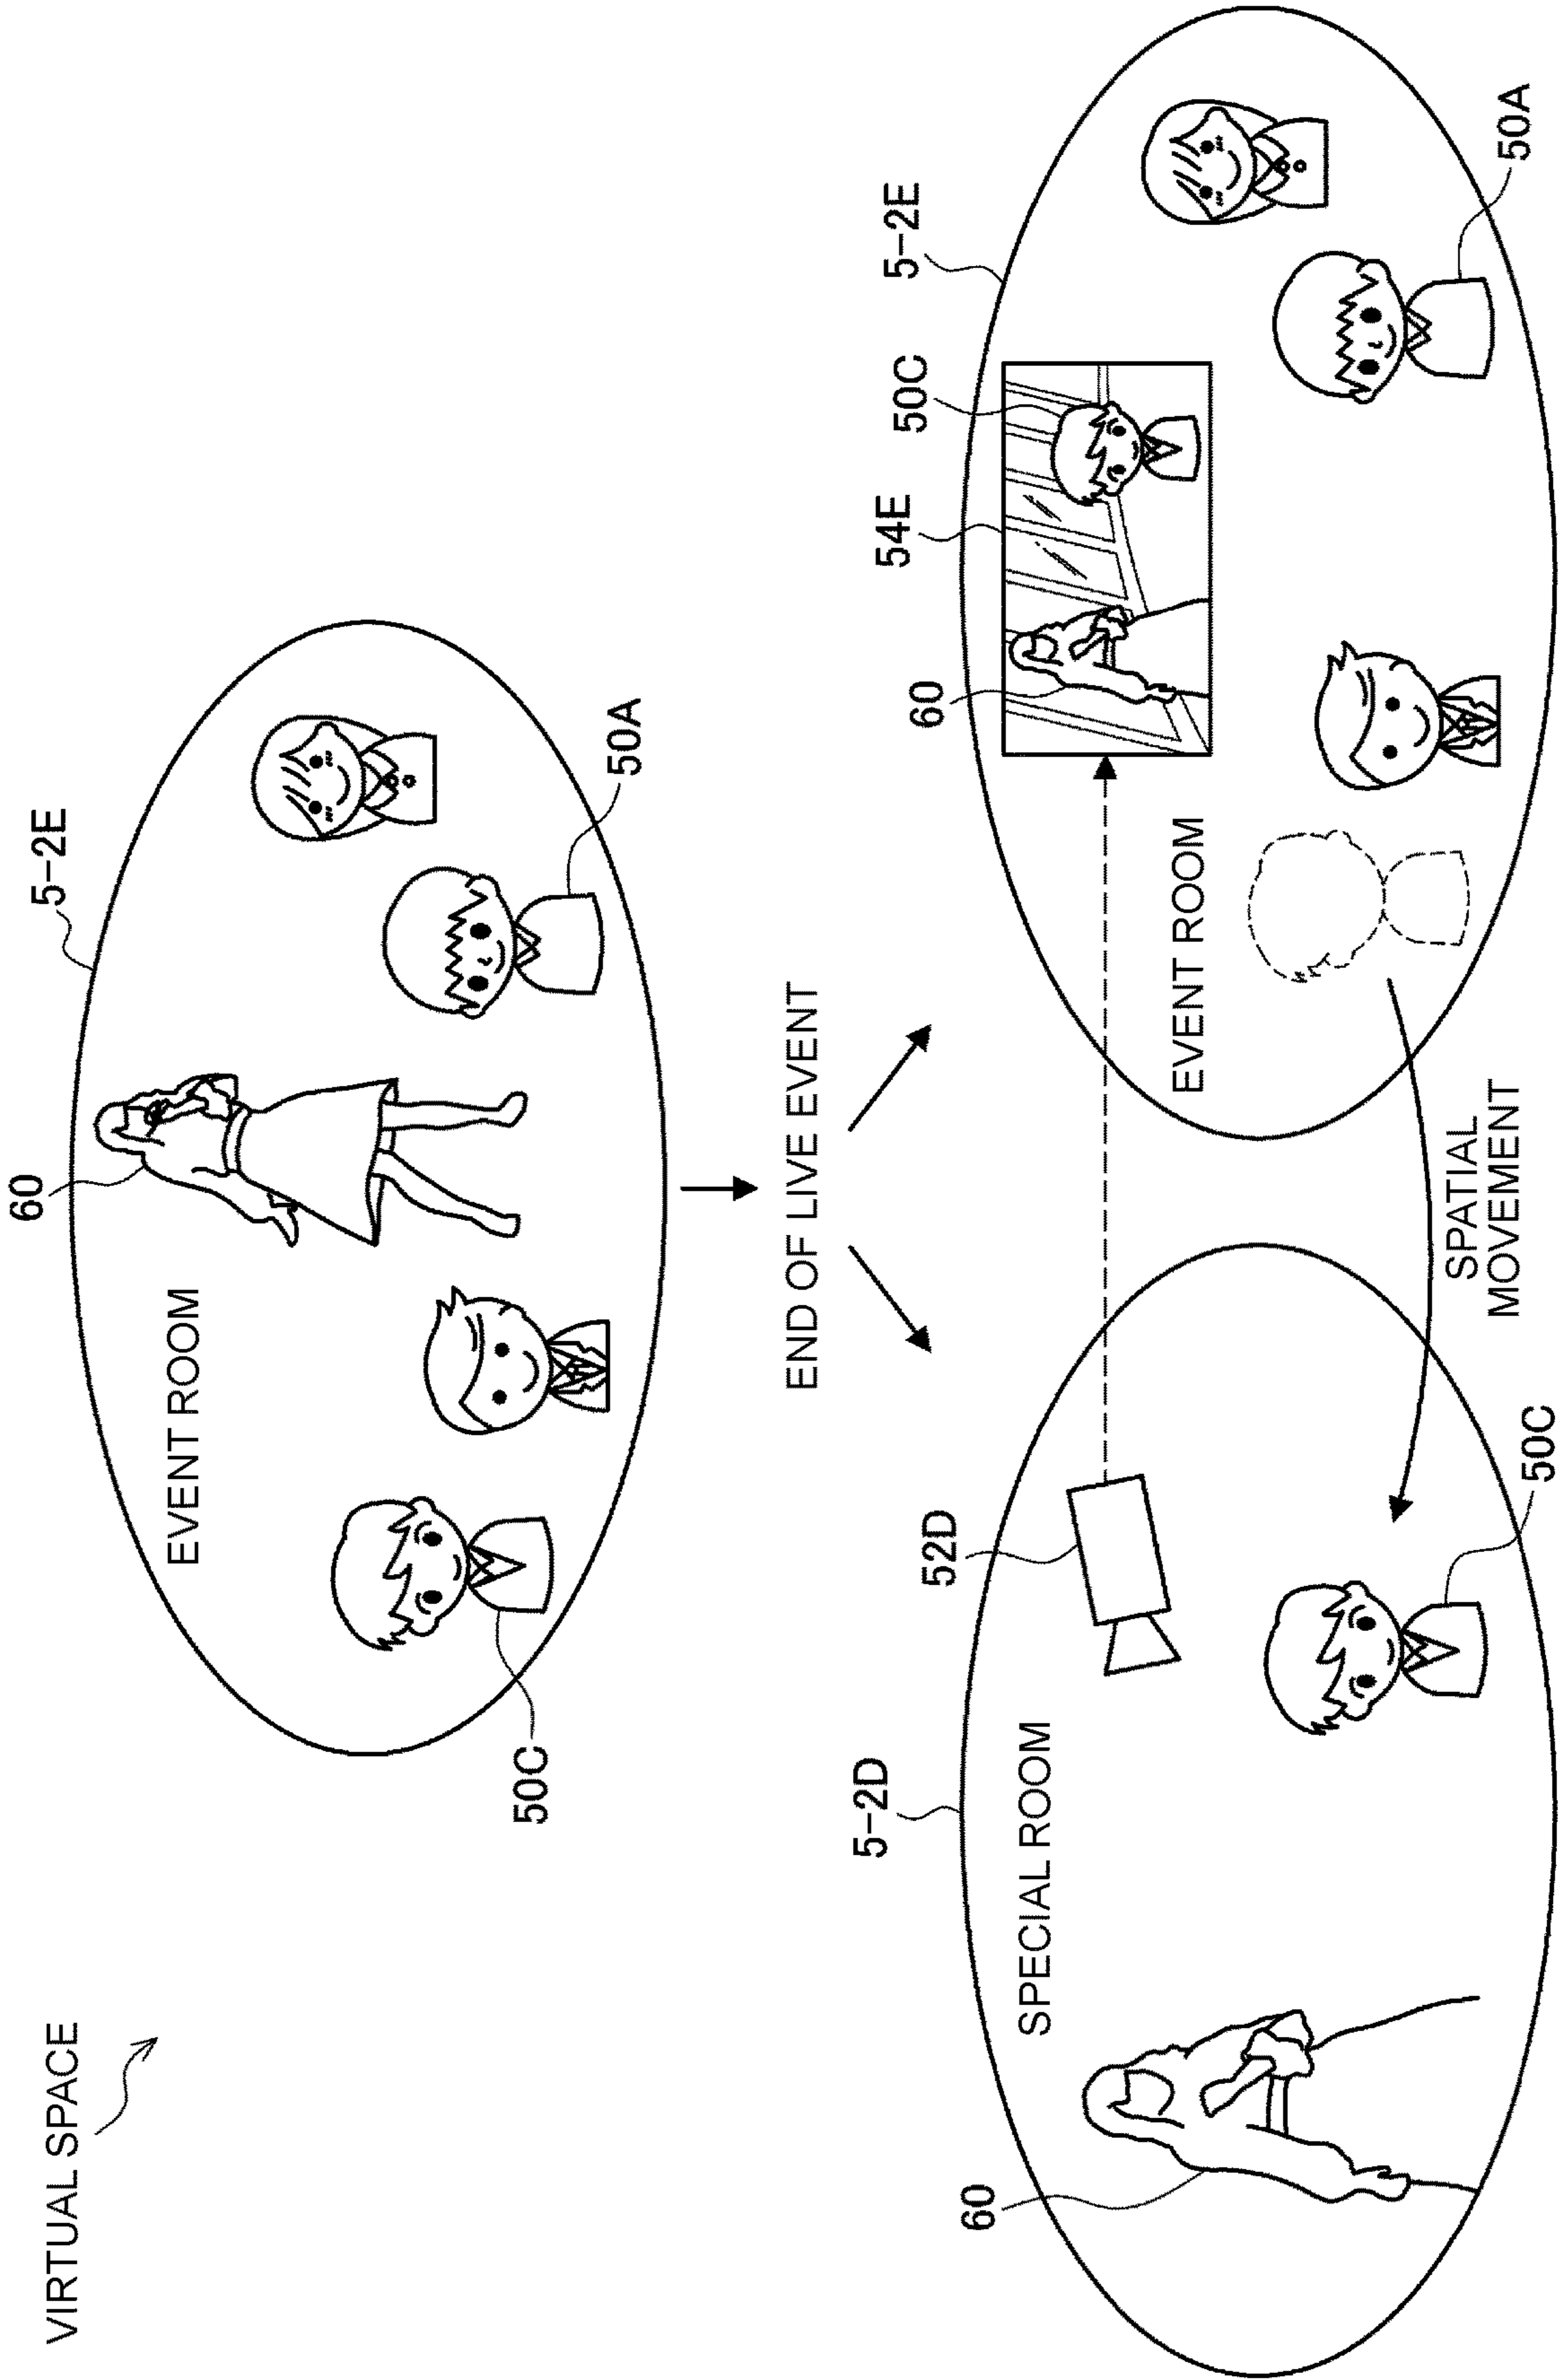 VIRTUAL SPACE
60
5-2E
EVENT ROOM
50A
50C
END OF LIVE EVENT
5-2D
52D
SPECIAL ROOM
60
50C
SPATIAL
MOVEMENT
60
54E
50C
5-2E
EVENT ROOM
50A